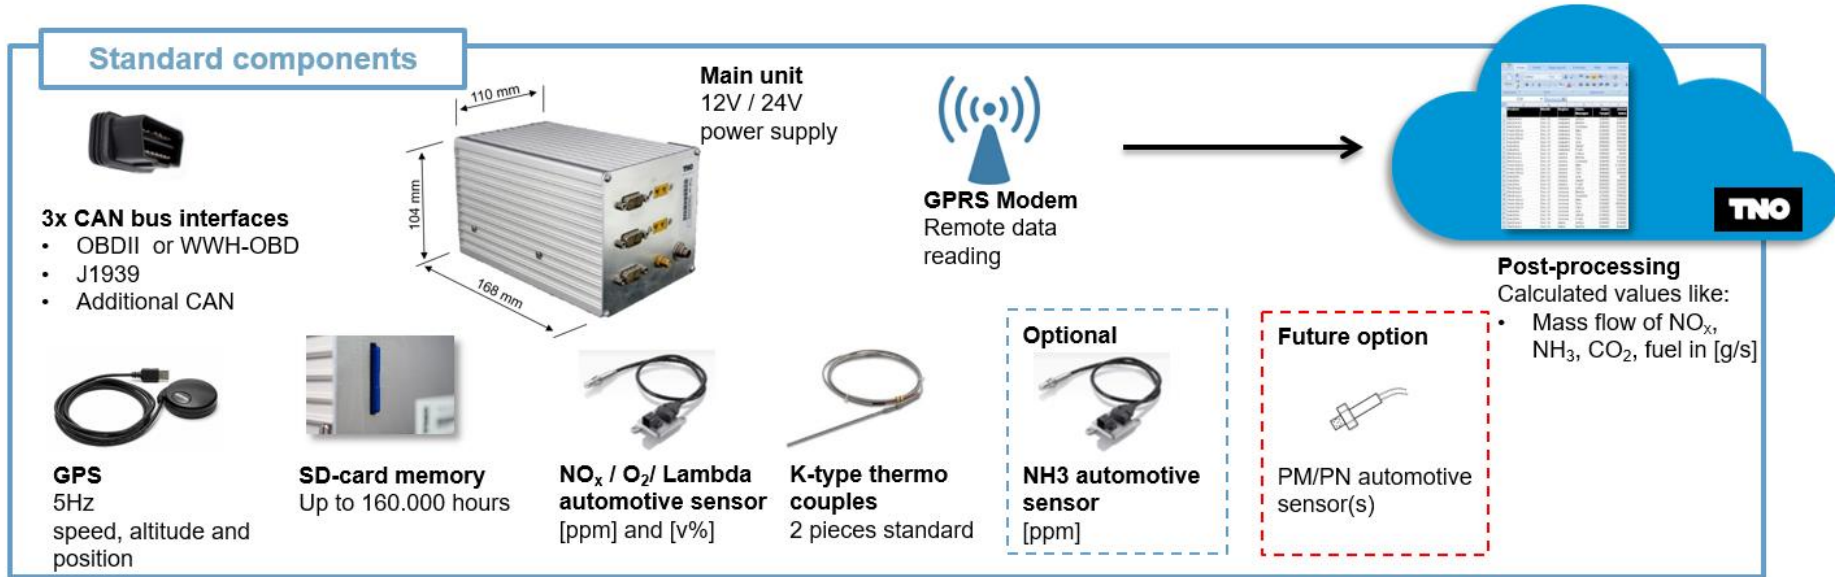 Standard components
110 mm
104 mm
168 mm
TNO
Main unit
12V / 24V
power supply
GPRS Modem
Remote data
reading
TNO
3x CAN bus interfaces
• OBDII or WWH-OBD
• J1939
• Additional CAN
Post-processing
Calculated values like:
• Mass flow of NOx,
NH3, CO2, fuel in [g/s]
GPS
5Hz
speed, altitude and
position
SD-card memory
Up to 160.000 hours
NOx / O2/ Lambda
automotive sensor
[ppm] and [v%]
K-type thermo
couples
2 pieces standard
Optional
NH3 automotive
sensor
[ppm]
Future option
PM/PN automotive
sensor(s)